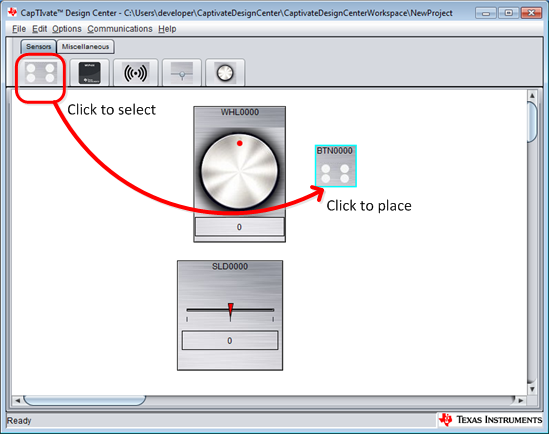 CapTIvate™ Design Center - C:\Users\developer\CaptivateDesignCenter\CaptivateDesignCenterWorkspace\NewProject
File Edit Options Communications Help
Sensors Miscellaneous
Click to select
WHL0000
0
BTN0000
Click to place
SLD0000
0
Ready
TEXAS INSTRUMENTS